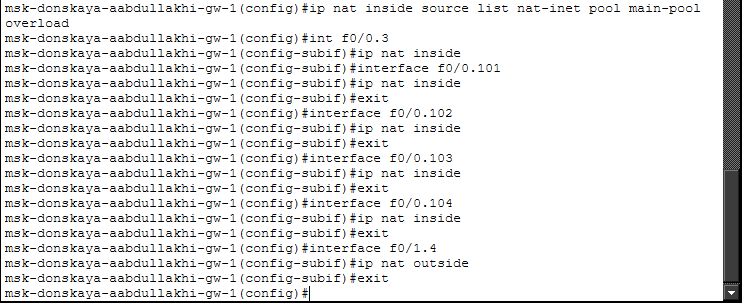 msk-donskaya-aabdullakhi-gw-1(config)#ip nat inside source list nat-inet pool main-pool
overload
msk-donskaya-aabdullakhi-gw-1(config)#int f0/0.3
msk-donskaya-aabdullakhi-gw-1(config-subif)#ip nat inside
msk-donskaya-aabdullakhi-gw-1(config-subif)#interface f0/0.101
msk-donskaya-aabdullakhi-gw-1(config-subif)#ip nat inside
msk-donskaya-aabdullakhi-gw-1(config-subif)#exit
msk-donskaya-aabdullakhi-gw-1(config)#interface f0/0.102
msk-donskaya-aabdullakhi-gw-1(config-subif)#ip nat inside
msk-donskaya-aabdullakhi-gw-1(config-subif)#exit
msk-donskaya-aabdullakhi-gw-1(config)#interface f0/0.103
msk-donskaya-aabdullakhi-gw-1(config-subif)#ip nat inside
msk-donskaya-aabdullakhi-gw-1(config-subif)#exit
msk-donskaya-aabdullakhi-gw-1(config)#interface f0/0.104
msk-donskaya-aabdullakhi-gw-1(config-subif)#ip nat inside
msk-donskaya-aabdullakhi-gw-1(config-subif)#exit
msk-donskaya-aabdullakhi-gw-1(config)#interface f0/1.4
msk-donskaya-aabdullakhi-gw-1(config-subif)#ip nat outside
msk-donskaya-aabdullakhi-gw-1(config-subif)#exit
msk-donskaya-aabdullakhi-gw-1(config)#